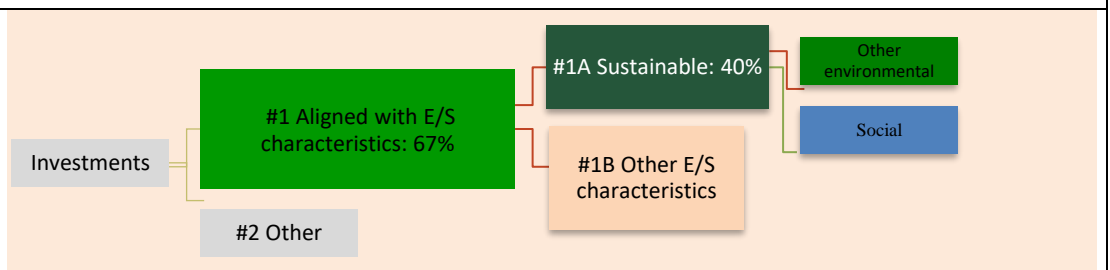 Investments
#1 Aligned with E/S
characteristics: 67%
#2 Other
#1A Sustainable: 40%
#1B Other E/S
characteristics
Other
environmental
Social